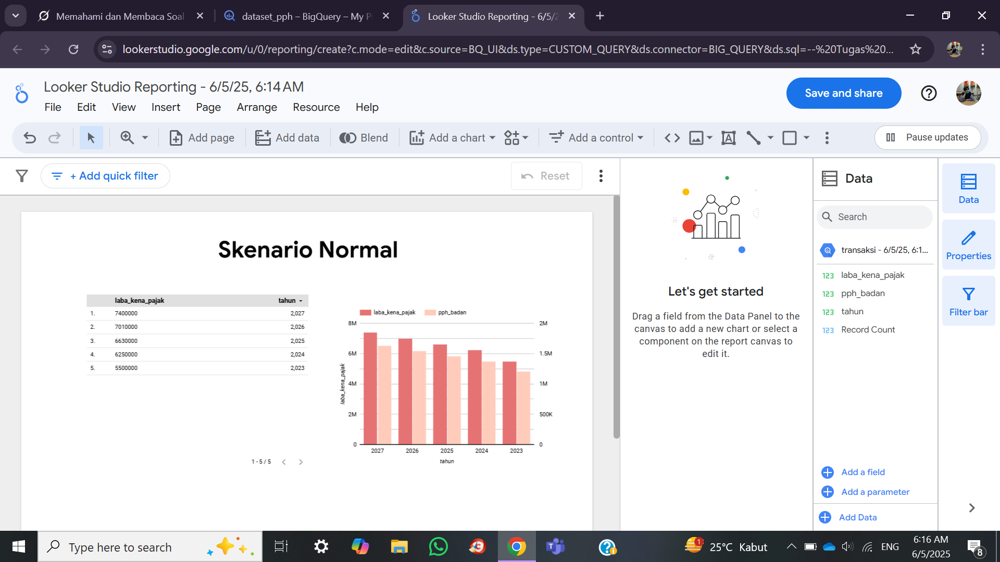 Memahami dan Membaca Soal
dataset_pph – BigQuery – My P
Looker Studio Reporting - 6/5/2
lookerstudio.google.com/u/0/reporting/create?c.mode=edit&c.source=BQ_UI&ds.type=CUSTOM_QUERY&ds.connector=BIG_QUERY&ds.sql=--%20Tugas%20...
Looker Studio Reporting - 6/5/25, 6:14 AM
File Edit View Insert Page Arrange Resource Help
Save and share
Add page Add data Blend Add a chart Add a control Pause updates
+ Add quick filter
Reset
Skenario Normal
laba_kena_pajak tahun
1. 7400000 2,027
2. 7010000 2,026
3. 6630000 2,025
4. 6250000 2,024
5. 5500000 2,023
1 - 5 / 5
laba_kena_pajak pph_badan
8M
6M
4M
2M
0
laba_kena_pajak
2M
1.5M
1M
500K
0
2027 2026 2025 2024 2023
tahun
Let's get started
Drag a field from the Data Panel to the
canvas to add a new chart or select a
component on the report canvas to
edit it.
Data
Search
transaksi - 6/5/25, 6:1...
123 laba_kena_pajak
123 pph_badan
123 tahun
123 Record Count
Add a field
Add a parameter
Add Data
Data
Properties
Filter bar
Type here to search
1
25°C Kabut
ENG
6:16 AM
6/5/2025
8